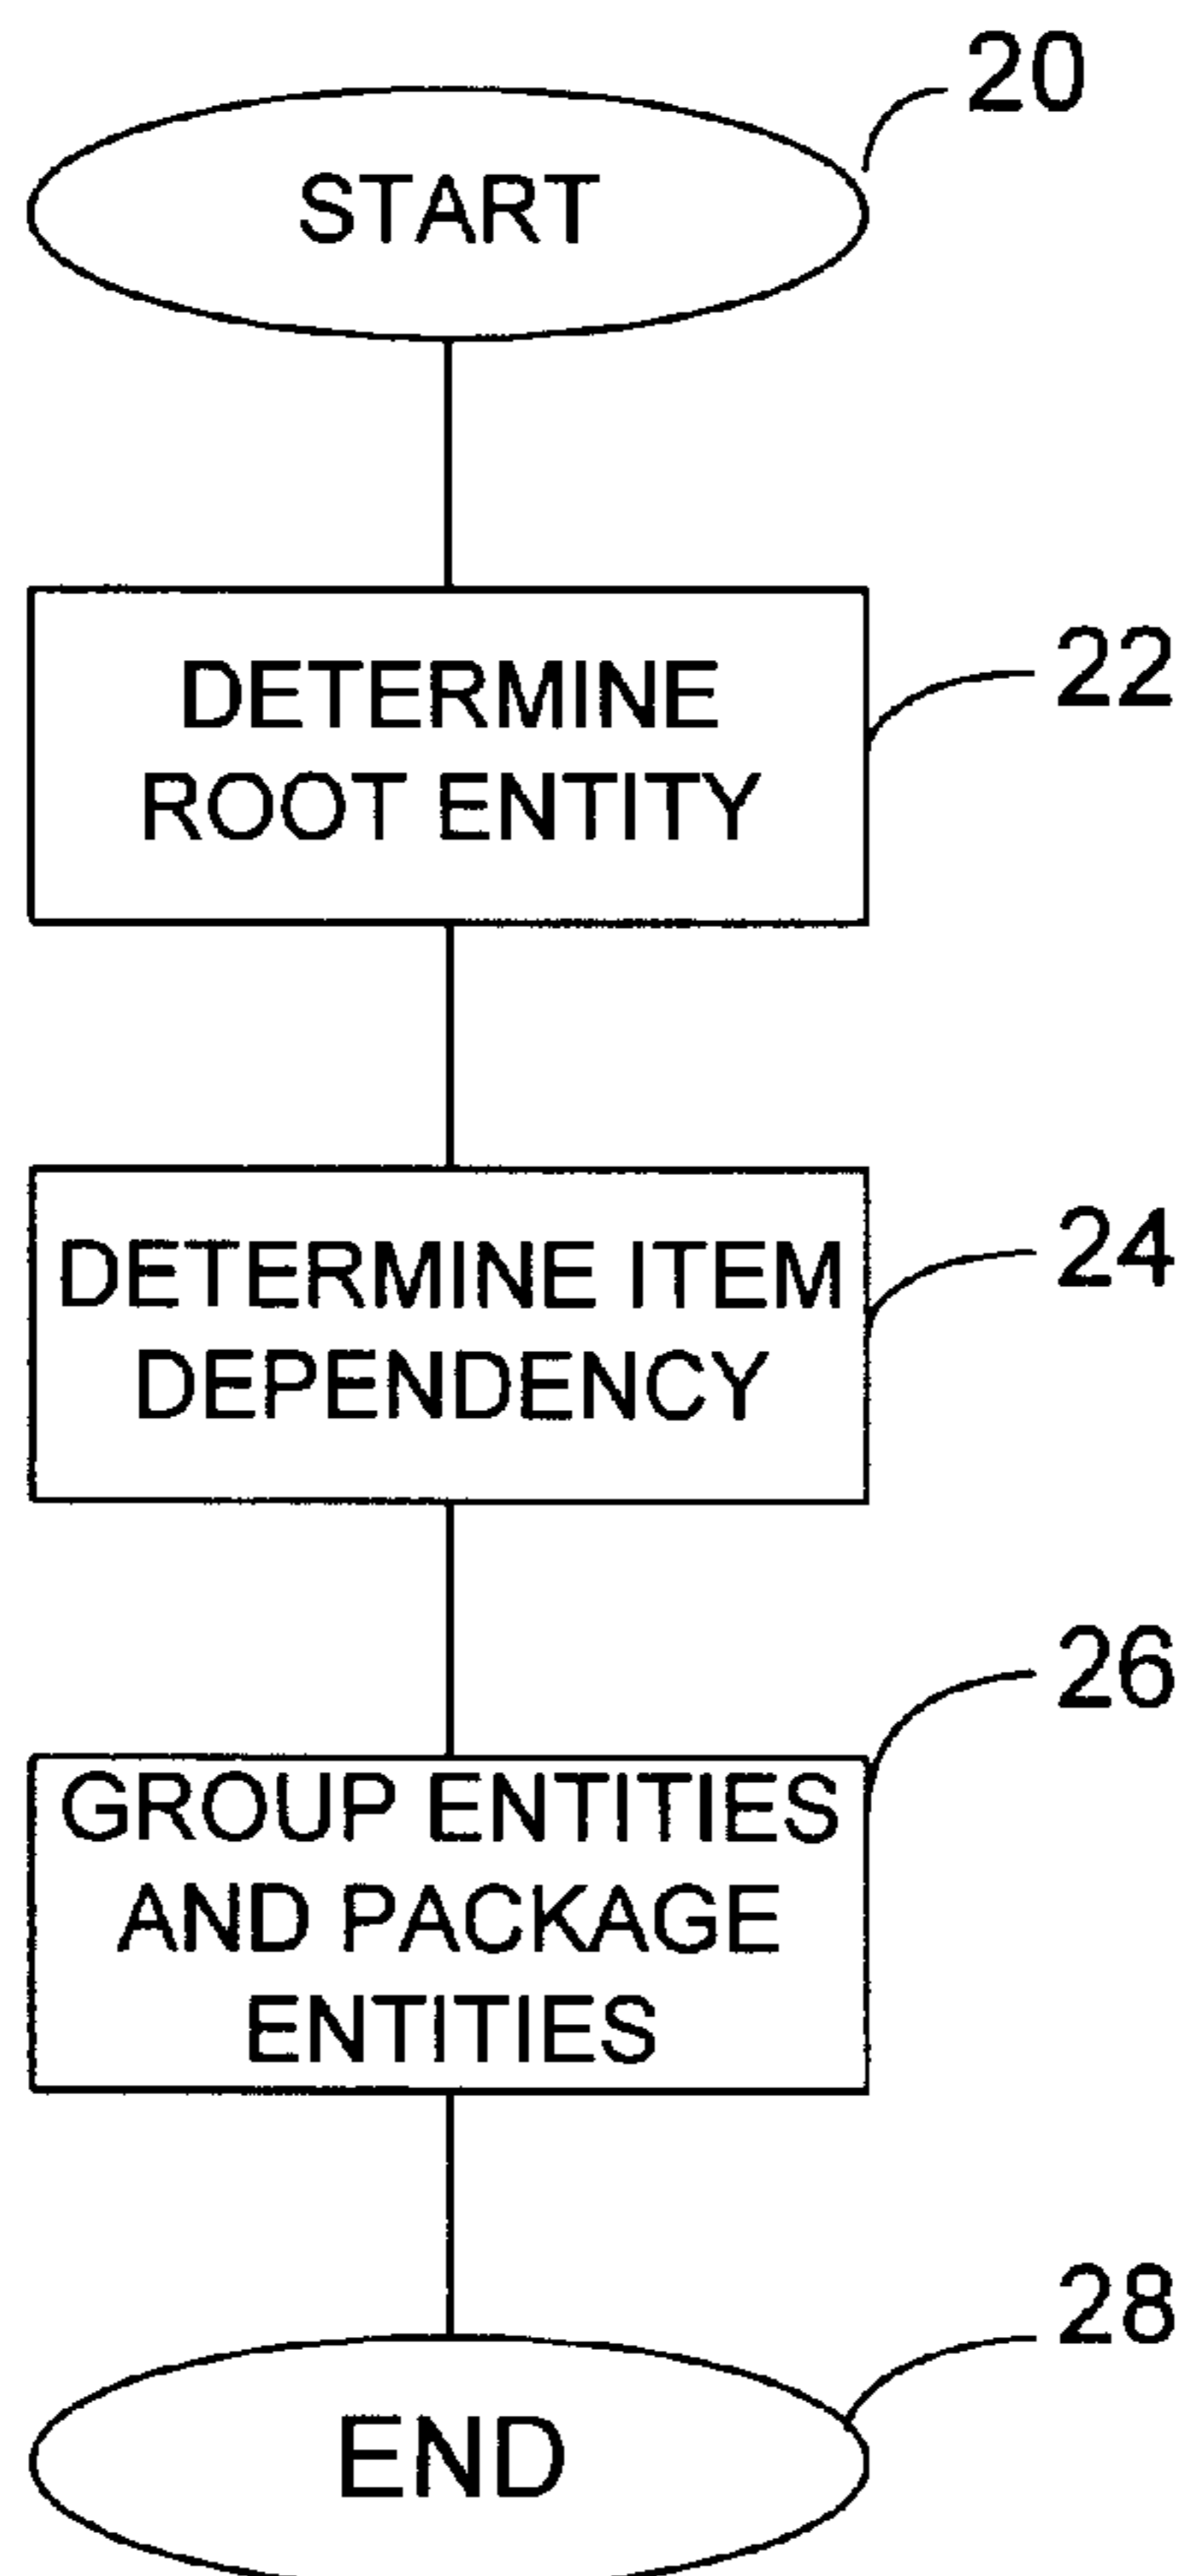 20
START
22
DETERMINE
ROOT ENTITY
24
DETERMINE ITEM
DEPENDENCY
26
GROUP ENTITIES
AND PACKAGE
ENTITIES
28
END